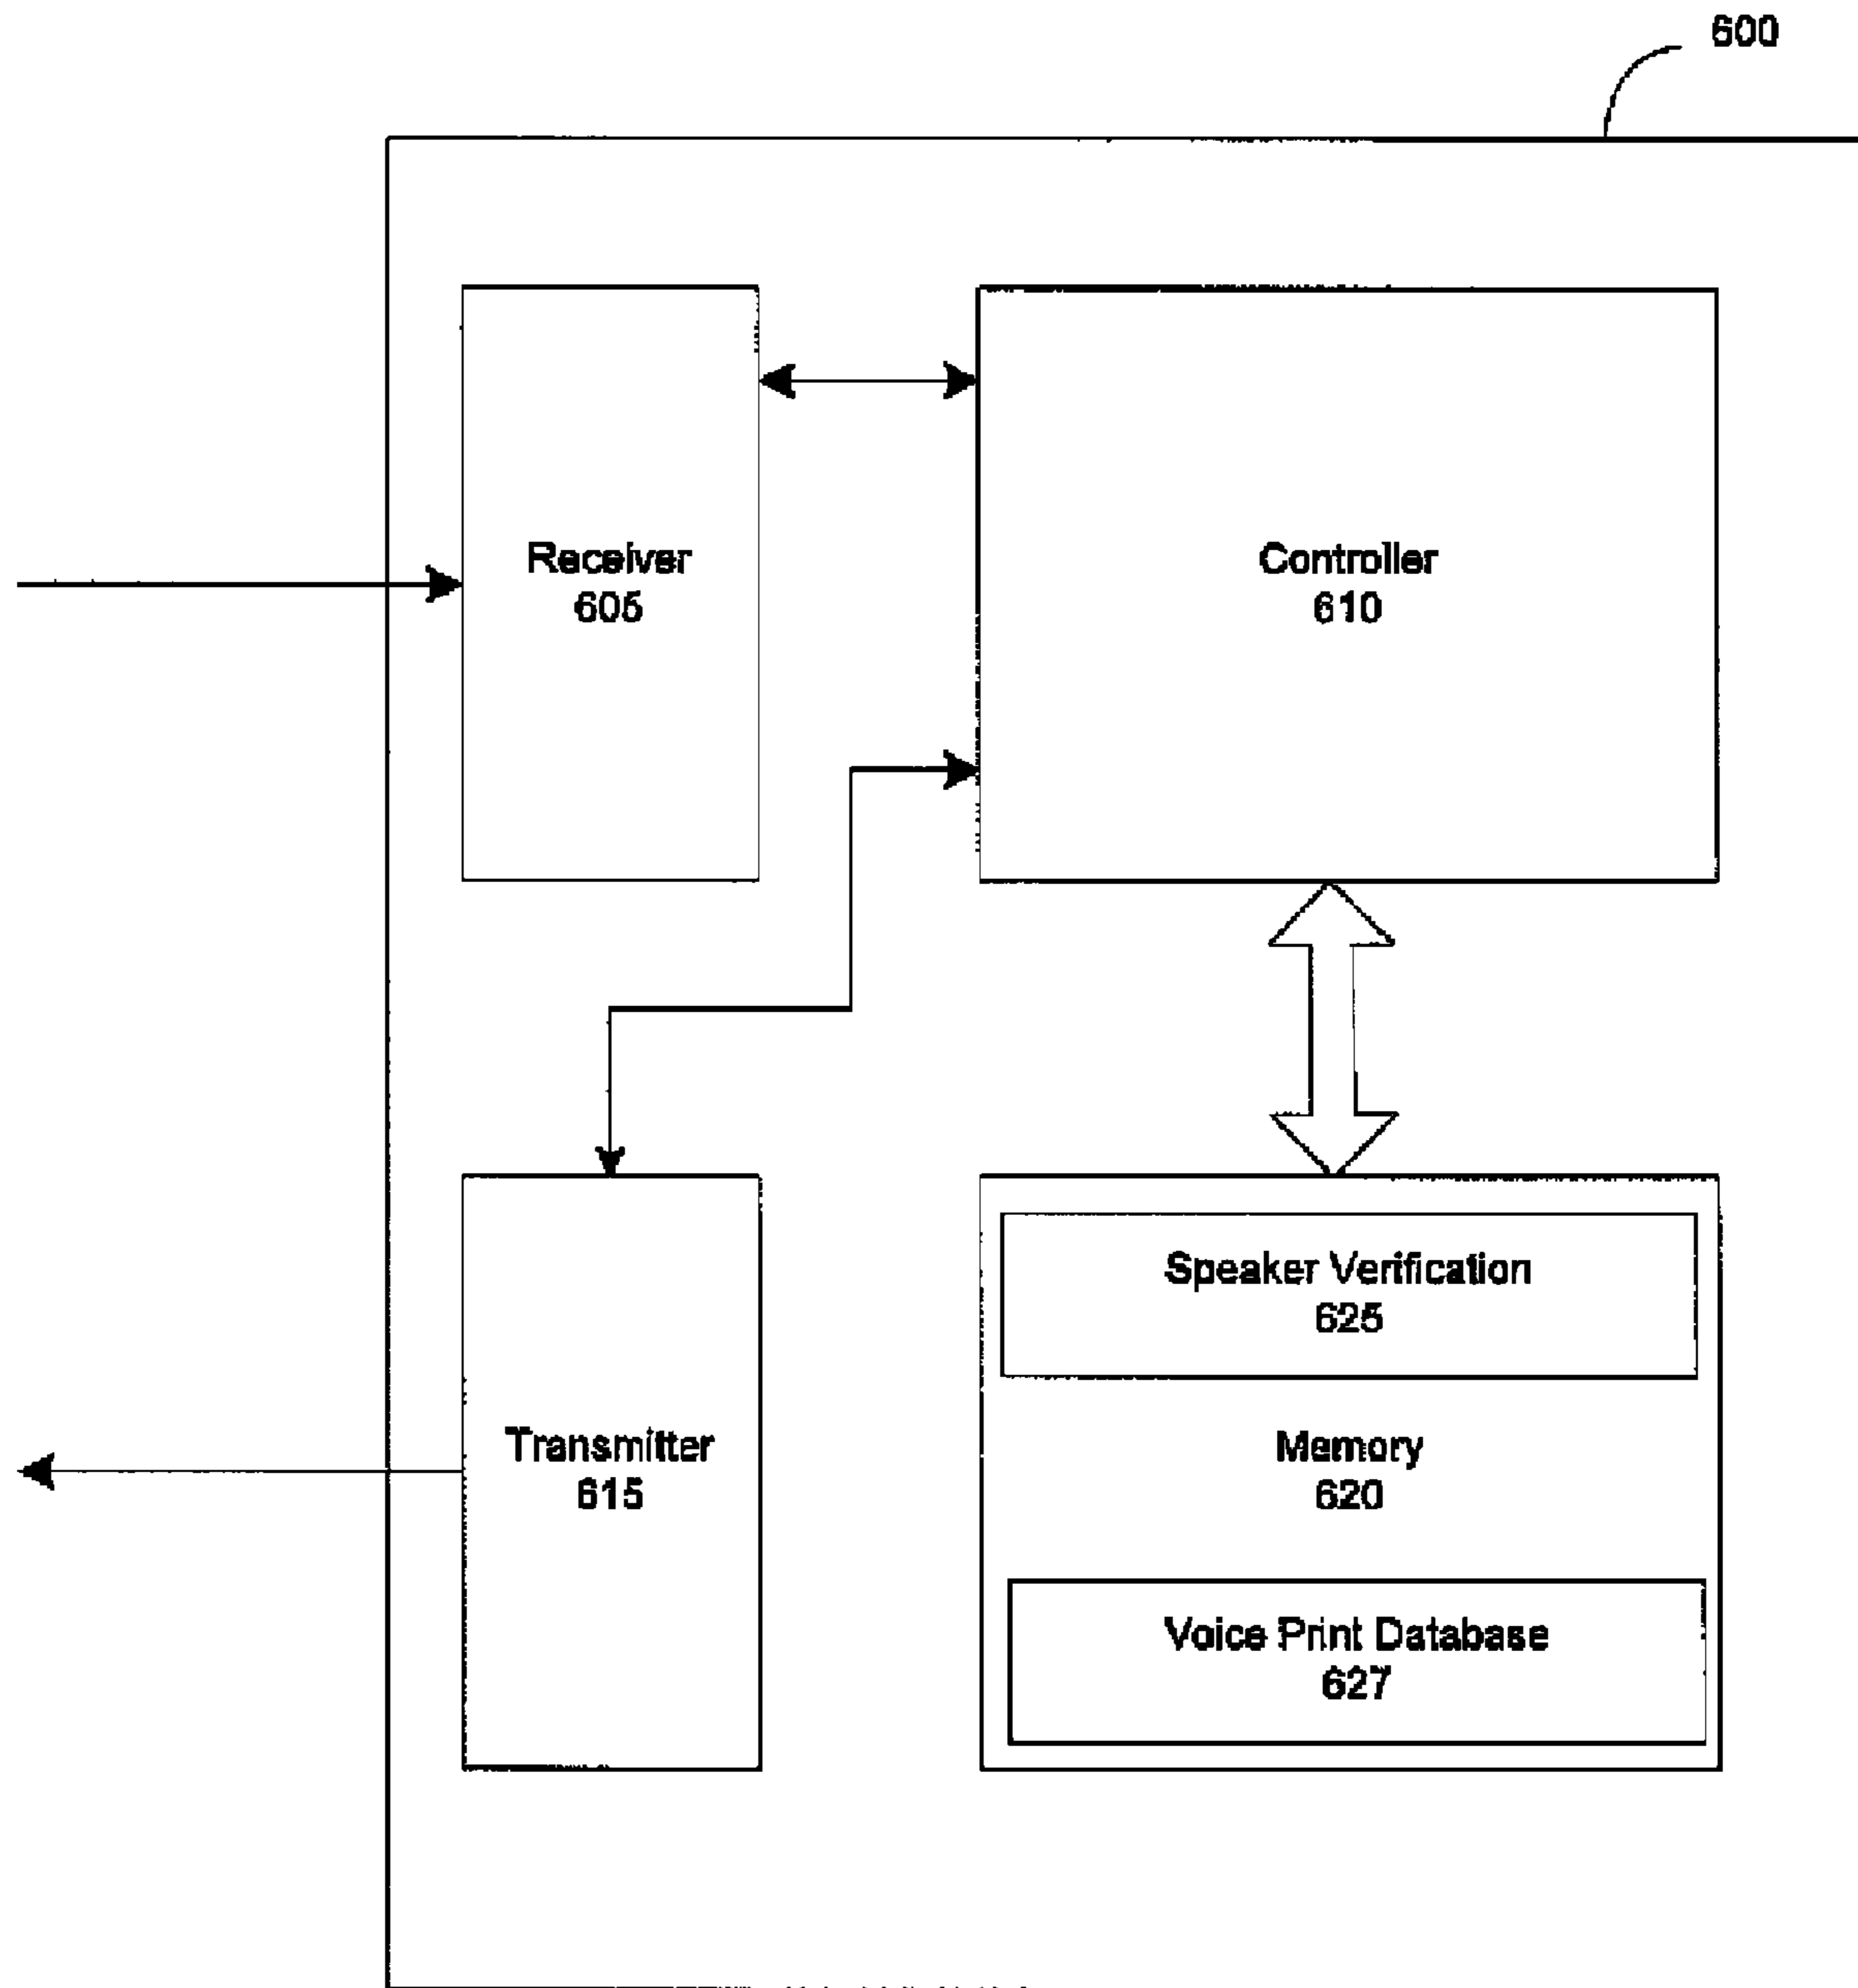 600
Receiver
605
Controller
610
Speaker Verification
625
Transmitter
615
Memory
620
Voice Print Database
627